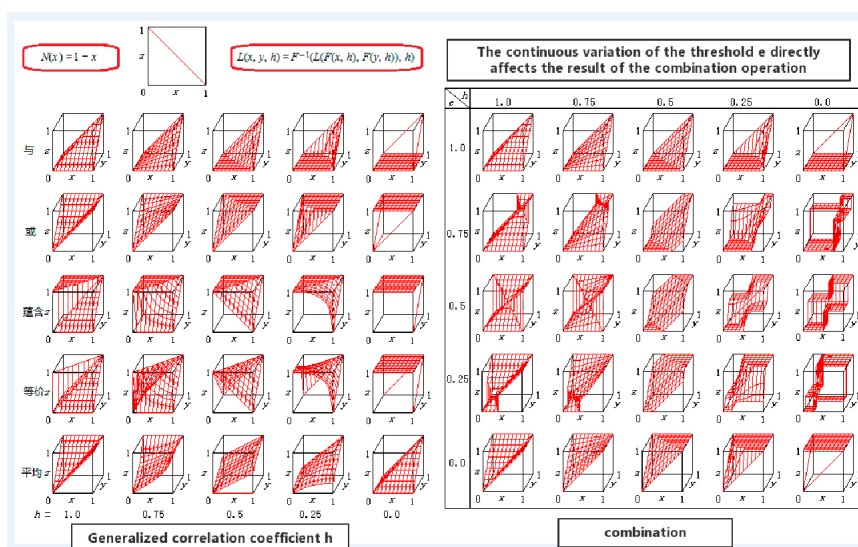 N(x) = 1 − x
1
z
0 x 1
L(x, y, h) = F⁻¹(L(F(x, h), F(y, h)), h)
The continuous variation of the threshold e directly
affects the result of the combination operation
e h 1.0 0.75 0.5 0.25 0.0
与
或
蕴含
等价
平均
1.0
0.75
0.5
0.25
0.0
h = 1.0 0.75 0.5 0.25 0.0
Generalized correlation coefficient h
combination